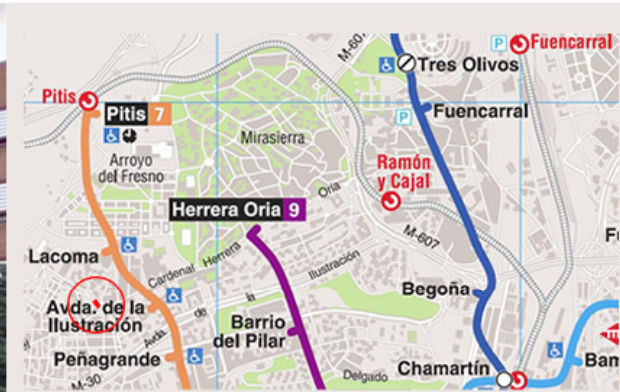 Fuencarral
P
M-607
Tres Olivos
Pitis
Pitis 7
P
Fuencarral
Mirasierra
Arroyo
del Fresno
Ramón
y Cajal
Oria
Herrera Oria 9
M-607
Lacoma
Herrera
Cardenal
Ilustración
la
de
Avda.
Begoña
Avda. de la
Ilustración
Barrio
del Pilar
Peñagrande
M-30
Delgado
Chamartín